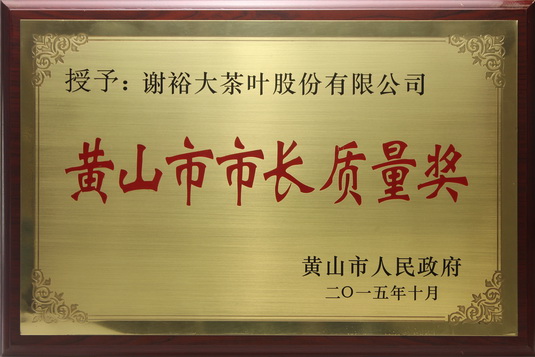 授予：谢裕大茶叶股份有限公司
黄山市市长质量奖
黄山市人民政府
二〇一五年十月